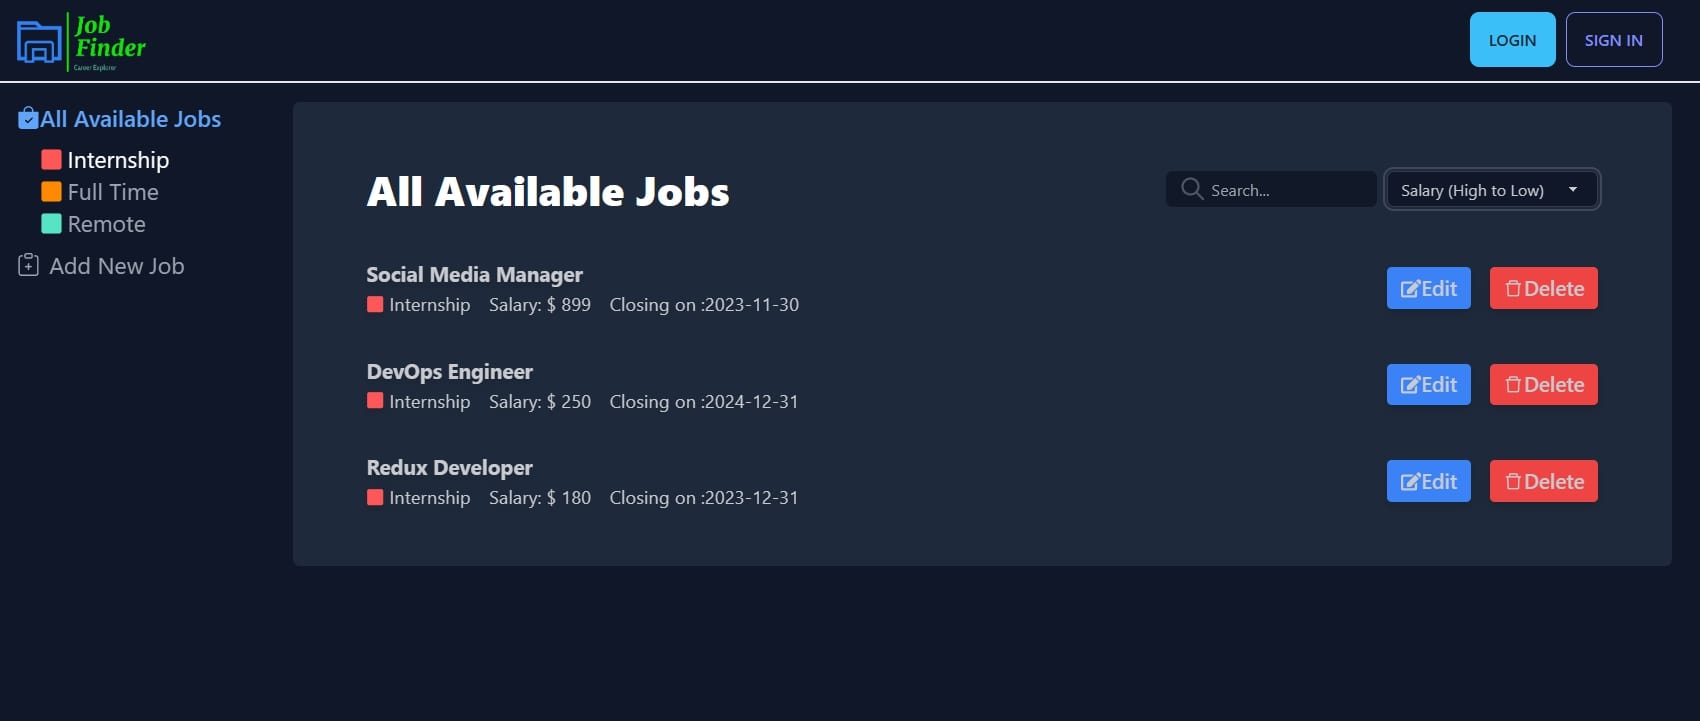 Job
Finder
Career Explorer
LOGIN
SIGN IN
All Available Jobs
Internship
Full Time
Remote
Add New Job
All Available Jobs
Search...
Salary (High to Low)
Social Media Manager
Internship Salary: $ 899 Closing on :2023-11-30
Edit
Delete
DevOps Engineer
Internship Salary: $ 250 Closing on :2024-12-31
Edit
Delete
Redux Developer
Internship Salary: $ 180 Closing on :2023-12-31
Edit
Delete